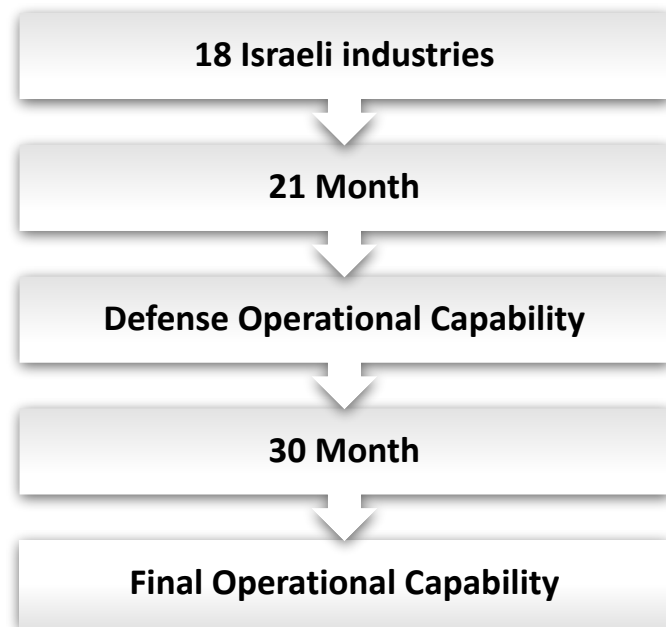 18 Israeli industries
21 Month
Defense Operational Capability
30 Month
Final Operational Capability